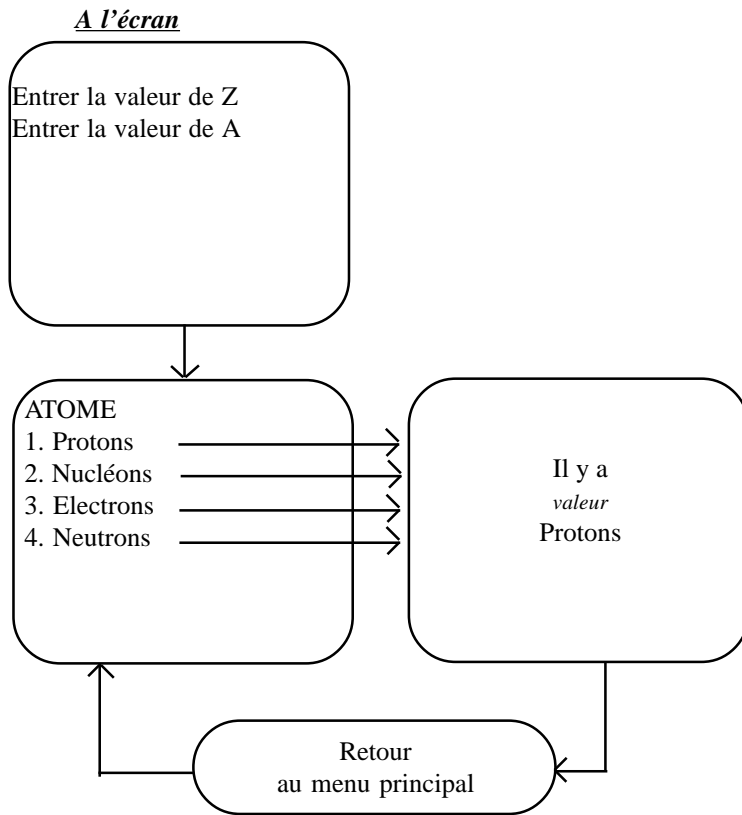 A l'écran
Entrer la valeur de Z
Entrer la valeur de A
ATOME
1. Protons
2. Nucléons
3. Electrons
4. Neutrons
Il y a
valeur
Protons
Retour
au menu principal